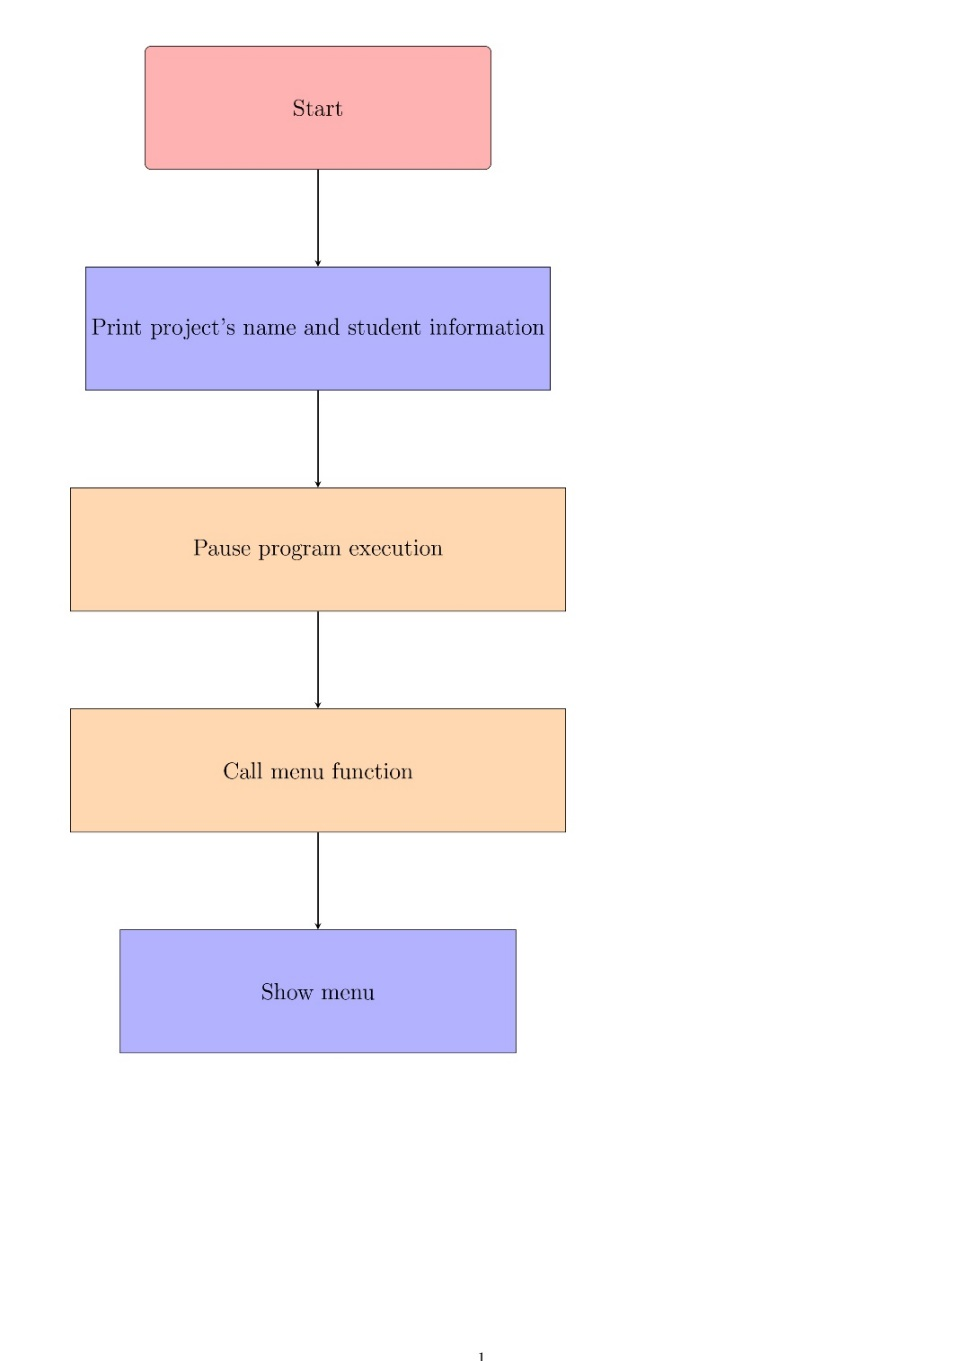 Start
Print project's name and student information
Pause program execution
Call menu function
Show menu
1